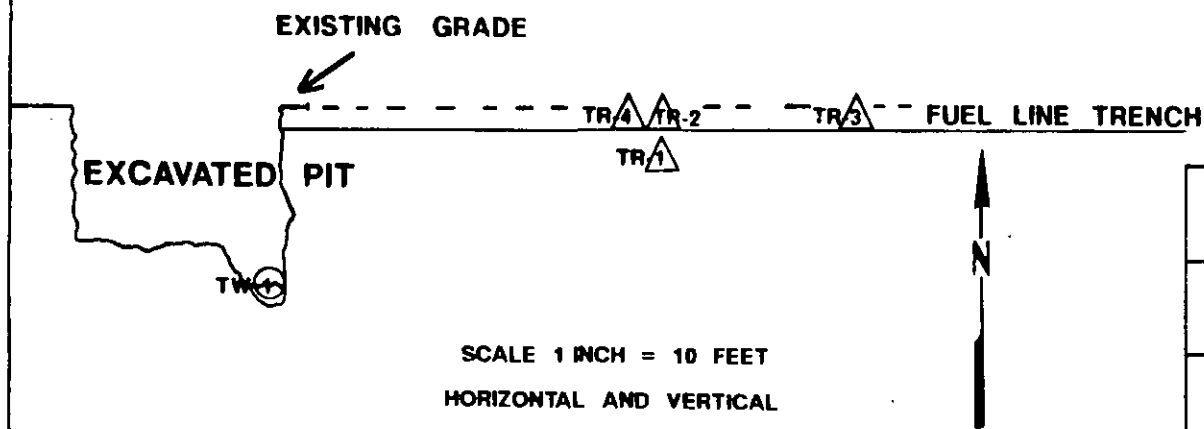 EXISTING GRADE
TR-4 TR-2 TR-3 FUEL LINE TRENCH
TR-1
EXCAVATED PIT
N
TW-1
SCALE 1 INCH = 10 FEET
HORIZONTAL AND VERTICAL